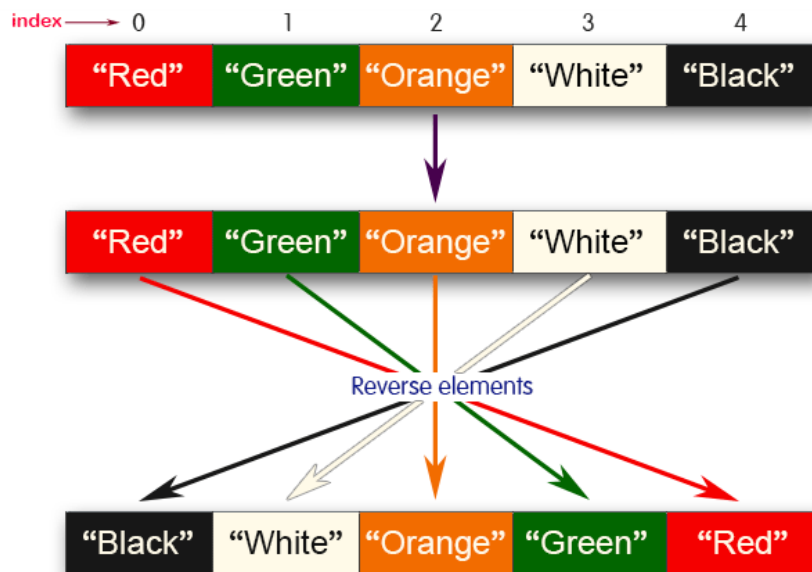 index 0 1 2 3 4
“Red” “Green” “Orange” “White” “Black”
“Red” “Green” “Orange” “White” “Black”
Reverse elements
“Black” “White” “Orange” “Green” “Red”